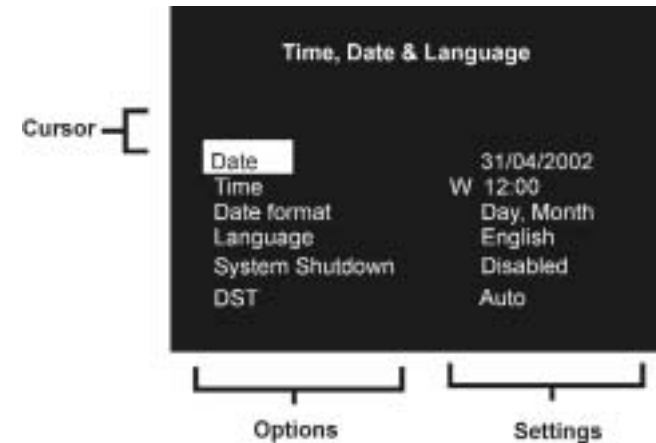 Time, Date & Language
Cursor
Date 31/04/2002
Time W 12:00
Date format Day, Month
Language English
System Shutdown Disabled
DST Auto
Options Settings